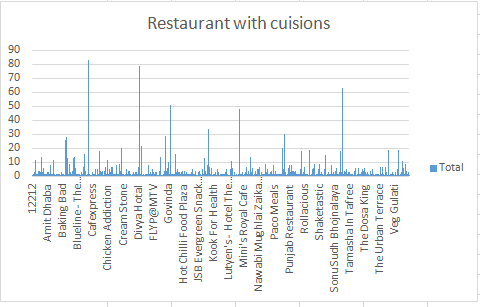 Restaurant with cuisions
90
80
70
60
50
40
30
20
10
0
12212
Amit Dhaba
Baking Bad
Blueline - The...
Cafexpress
Chicken Addiction
Cream Stone
Divya Hotal
FLYP@MTV
Govinda
Hot Chilli Food Plaza
JSB Evergreen Snack...
Kook For Health
Lutyen's - Hotel The...
Mini's Royal Cafe
Nawabi Mughlai Zaika...
Paco Meals
Punjab Restaurant
Rollacious
Shaketastic
Sonu Sudh Bhojnalaya
Tamasha In Tafree
The Dosa King
The Urban Terrace
Veg Gulati
Total